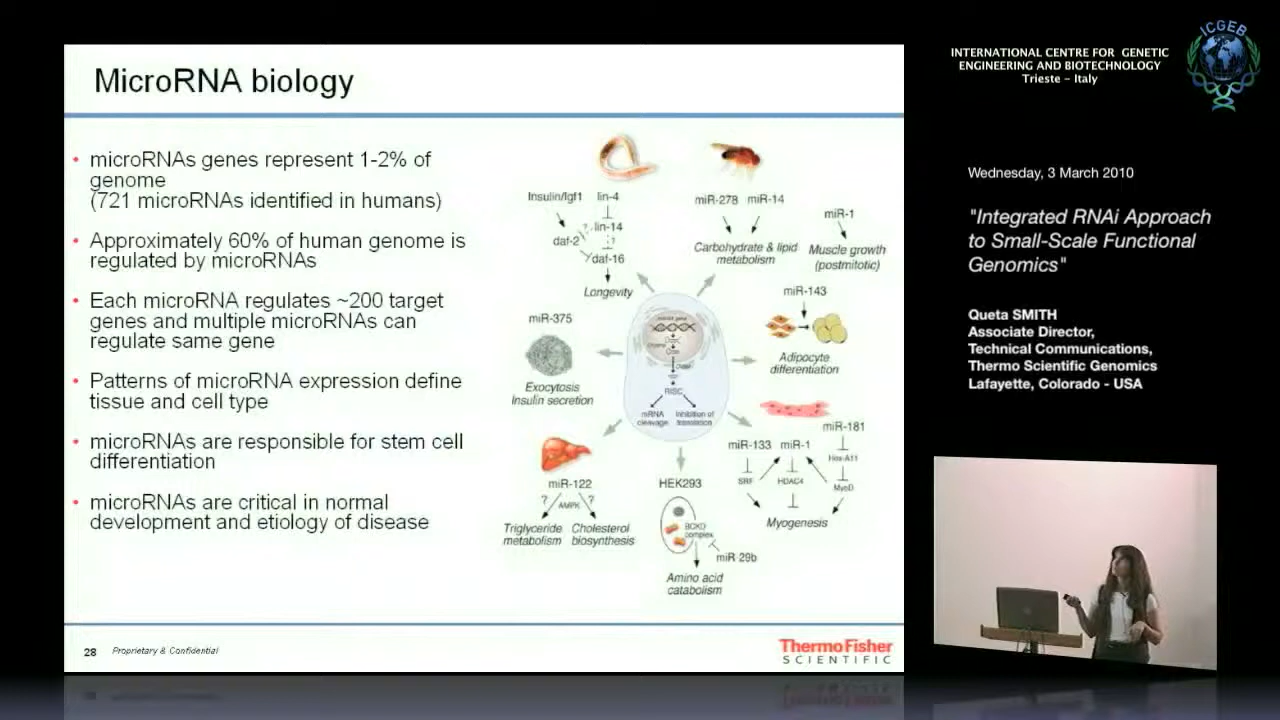 MicroRNA biology
• microRNAs genes represent 1-2% of
genome
(721 microRNAs identified in humans)
• Approximately 60% of human genome is
regulated by microRNAs
• Each microRNA regulates ~200 target
genes and multiple microRNAs can
regulate same gene
• Patterns of microRNA expression define
tissue and cell type
• microRNAs are responsible for stem cell
differentiation
• microRNAs are critical in normal
development and etiology of disease
Insulin/Igf1 lin-4
lin-14
daf-2
daf-16
Longevity
miR-278 miR-14
Carbohydrate & lipid
metabolism
miR-1
Muscle growth
(postmitotic)
miR-143
Adipocyte
differentiation
miR-375
Exocytosis
Insulin secretion
RISC
mRNA
cleavage
Inhibition of
translation
miR-122
? AMPK ?
Triglyceride
metabolism
Cholesterol
biosynthesis
HEK293
BCKD
complex
miR-29b
Amino acid
catabolism
miR-181
miR-133 miR-1
Hox-A11
SRF HDAC4 MyoD
Myogenesis
28 Proprietary & Confidential
ThermoFisher
SCIENTIFIC
INTERNATIONAL CENTRE FOR GENETIC
ENGINEERING AND BIOTECHNOLOGY
Trieste - Italy
ICGEB
Wednesday, 3 March 2010
"Integrated RNAi Approach
to Small-Scale Functional
Genomics"
Queta SMITH
Associate Director,
Technical Communications,
Thermo Scientific Genomics
Lafayette, Colorado - USA